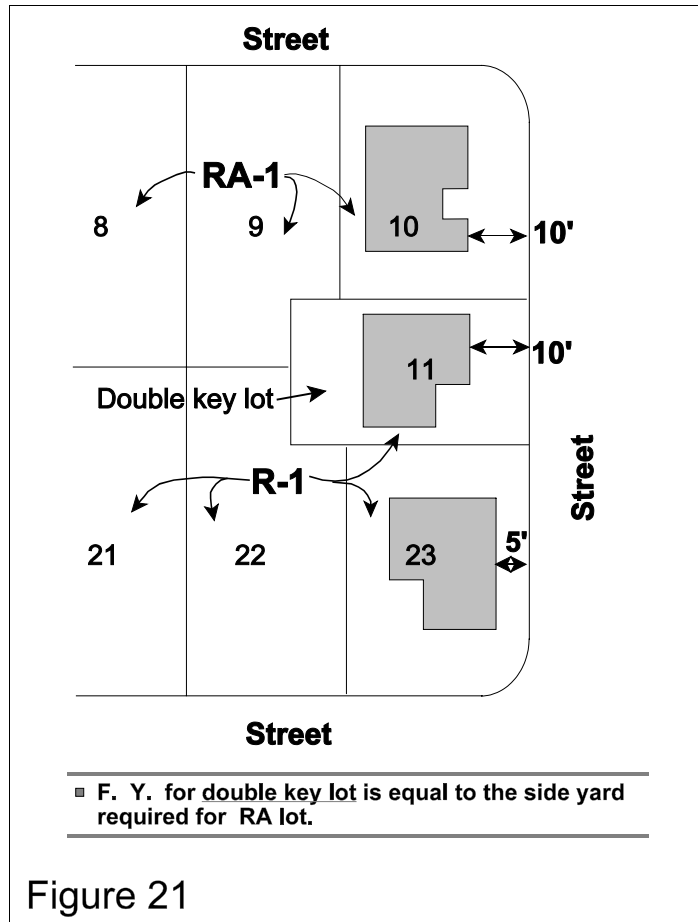 Street
RA-1
8
9
10
10'
11
10'
Double key lot
Street
R-1
21
22
23
5'
Street
F. Y. for double key lot is equal to the side yard
required for RA lot.
Figure 21